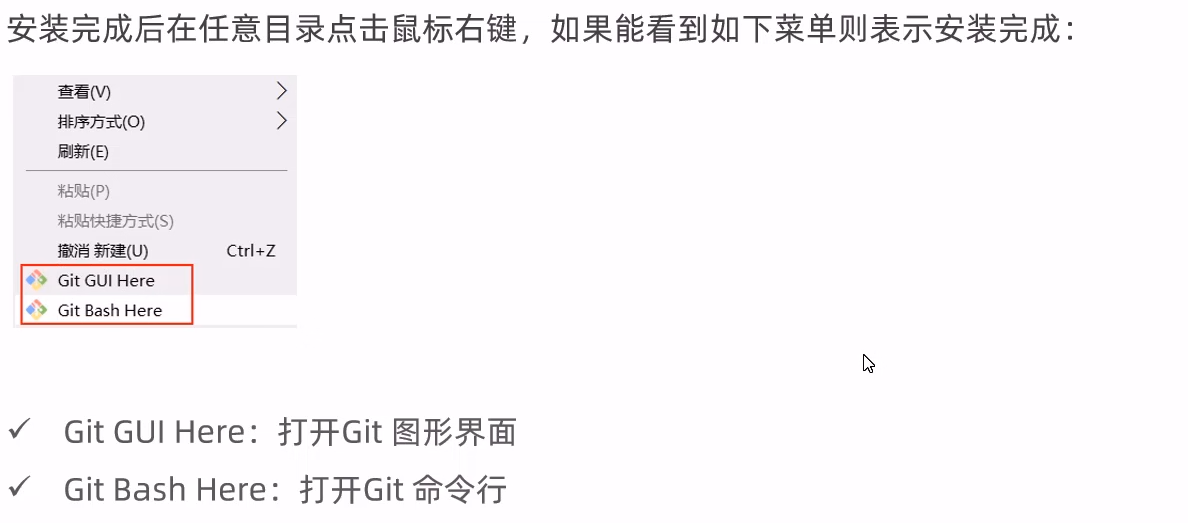 安装完成后在任意目录点击鼠标右键，如果能看到如下菜单则表示安装完成：
查看(V)
排序方式(O)
刷新(E)
粘贴(P)
粘贴快捷方式(S)
撤消 新建(U) Ctrl+Z
Git GUI Here
Git Bash Here
Git GUI Here：打开Git 图形界面
Git Bash Here：打开Git 命令行